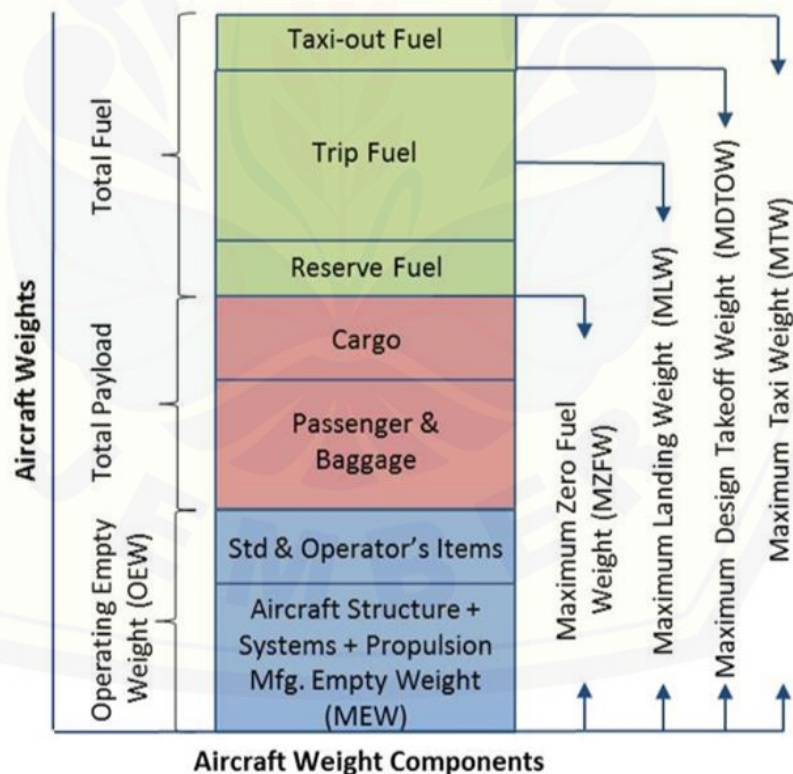 Aircraft Weights
Total Fuel
Total Payload
Operating Empty
Weight (OEW)
Taxi-out Fuel
Trip Fuel
Reserve Fuel
Cargo
Passenger &
Baggage
Std & Operator's Items
Aircraft Structure +
Systems + Propulsion
Mfg. Empty Weight
(MEW)
Maximum Zero Fuel
Weight (MZFW)
Maximum Landing Weight (MLW)
Maximum Design Takeoff Weight (MDTOW)
Maximum Taxi Weight (MTW)
Aircraft Weight Components
JEMBER